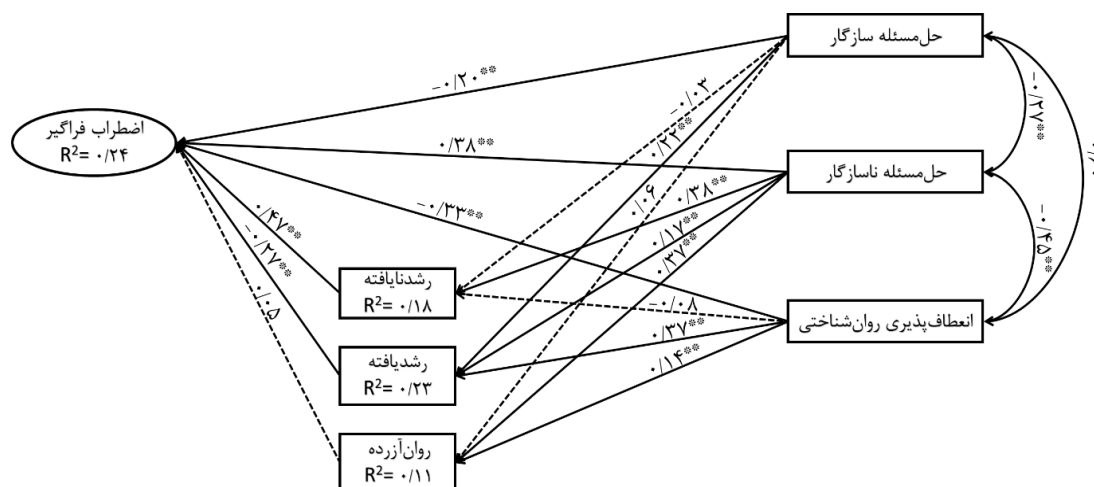 حل‌مسئله سازگار
حل‌مسئله ناسازگار
انعطاف‌پذیری روان‌شناختی
−۰/۲۷**
−۰/۴۵**
−۰/۲۰**
۰/۳۸**
−۰/۳۳**
−۰/۰۳
۰/۲۲**
۰/۰۶
۰/۳۸**
۰/۱۷**
۰/۳۷**
−۰/۰۸
۰/۳۷**
۰/۱۴**
رشدنایافته
R²= ۰/۱۸
رشدیافته
R²= ۰/۲۳
روان‌آزرده
R²= ۰/۱۱
۰/۴۷**
−۰/۲۷**
۰/۰۵
اضطراب فراگیر
R²= ۰/۲۴